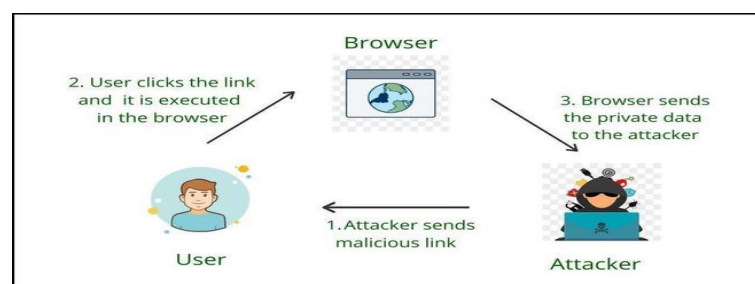 Browser
2. User clicks the link
and it is executed
in the browser
3. Browser sends
the private data
to the attacker
1.Attacker sends
malicious link
User
Attacker